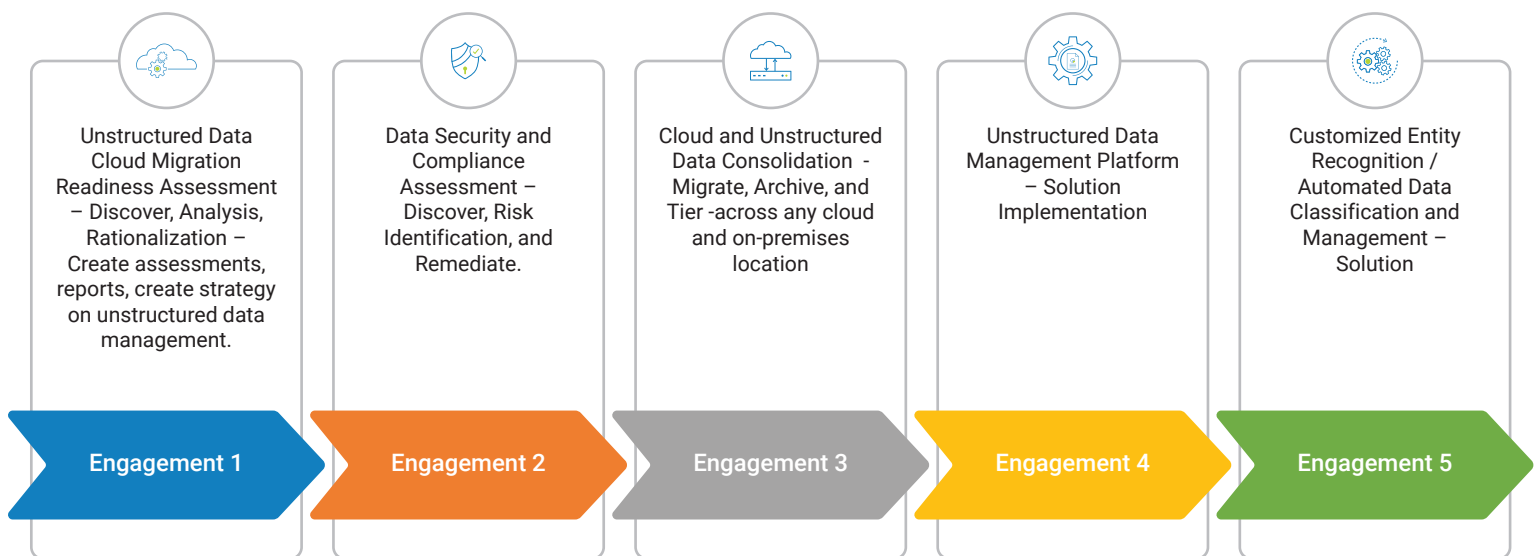 Unstructured Data
Cloud Migration
Readiness Assessment
– Discover, Analysis,
Rationalization –
Create assessments,
reports, create strategy
on unstructured data
management.
Engagement 1
Data Security and
Compliance
Assessment –
Discover, Risk
Identification, and
Remediate.
Engagement 2
Cloud and Unstructured
Data Consolidation -
Migrate, Archive, and
Tier -across any cloud
and on-premises
location
Engagement 3
Unstructured Data
Management Platform
– Solution
Implementation
Engagement 4
Customized Entity
Recognition /
Automated Data
Classification and
Management –
Solution
Engagement 5